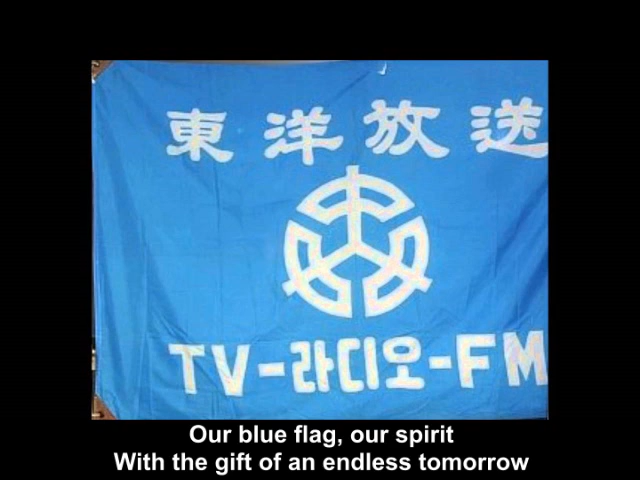 東洋放送
TV-라디오-FM
Our blue flag, our spirit
With the gift of an endless tomorrow